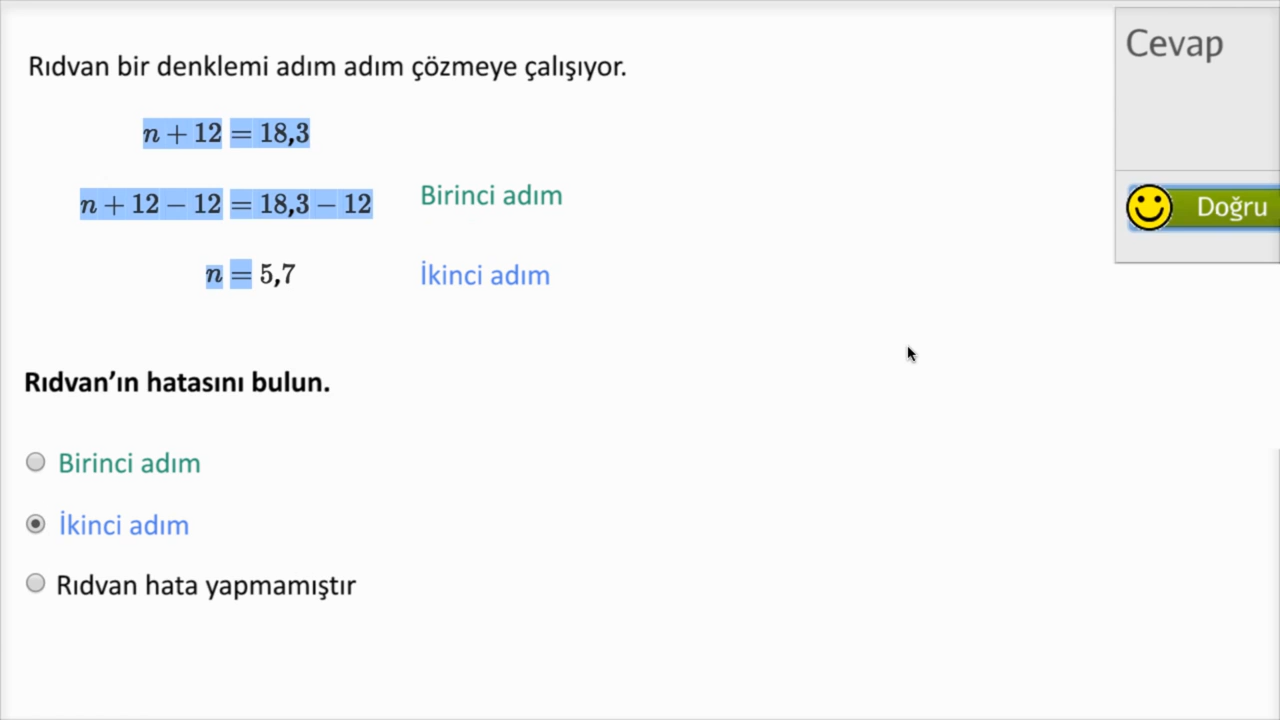 Rıdvan bir denklemi adım adım çözmeye çalışıyor.
Cevap
n + 12 = 18,3
n + 12 − 12 = 18,3 − 12 Birinci adım
Doğru
n = 5,7 İkinci adım
Rıdvan’ın hatasını bulun.
Birinci adım
İkinci adım
Rıdvan hata yapmamıştır